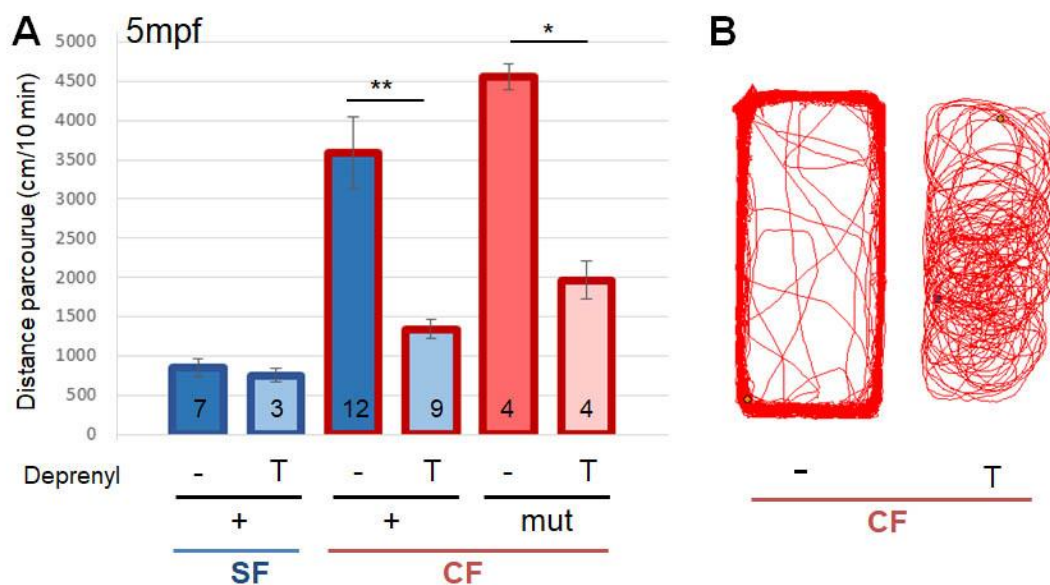 A 5mpf
Distance parcourue (cm/10 min)
5000
4500
4000
3500
3000
2500
2000
1500
1000
500
0
** *
7 3 12 9 4 4
Deprenyl - T - T - T
+ + mut
SF CF
B
- T
CF